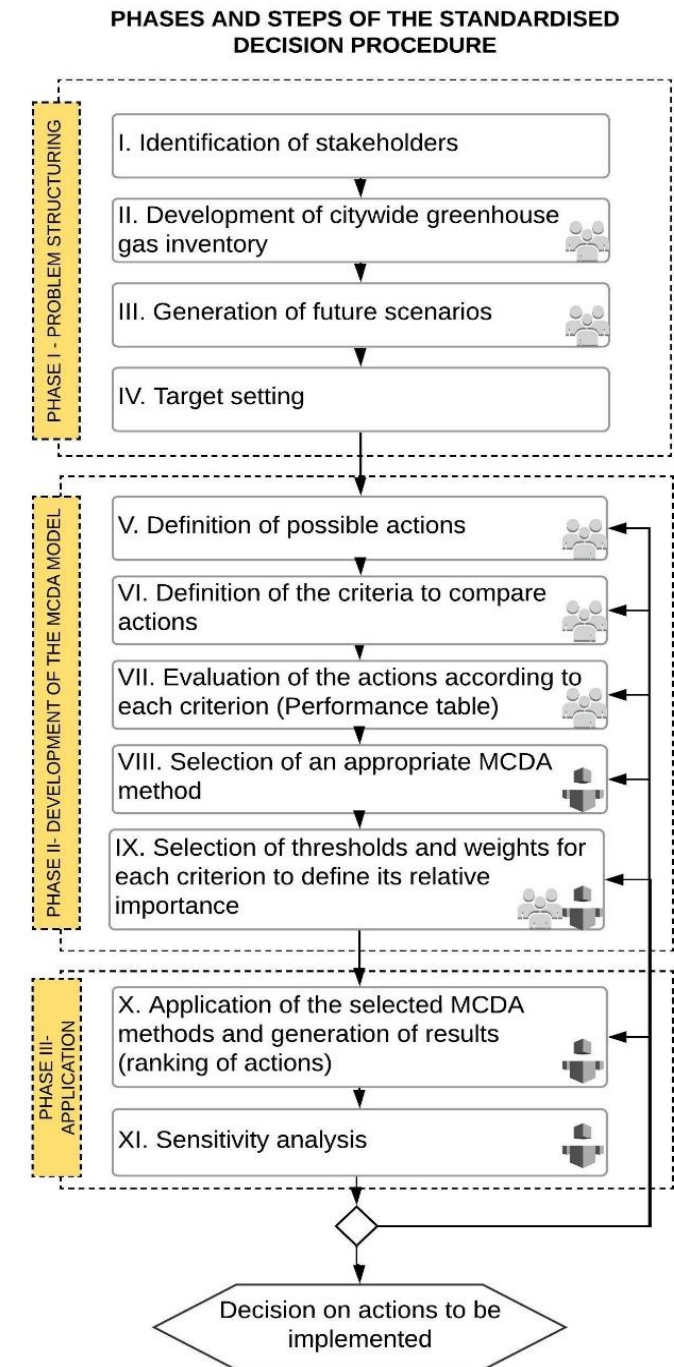 PHASES AND STEPS OF THE STANDARDISED
DECISION PROCEDURE
PHASE I - PROBLEM STRUCTURING
I. Identification of stakeholders
II. Development of citywide greenhouse
gas inventory
III. Generation of future scenarios
IV. Target setting
PHASE II- DEVELOPMENT OF THE MCDA MODEL
V. Definition of possible actions
VI. Definition of the criteria to compare
actions
VII. Evaluation of the actions according to
each criterion (Performance table)
VIII. Selection of an appropriate MCDA
method
IX. Selection of thresholds and weights for
each criterion to define its relative
importance
PHASE III-
APPLICATION
X. Application of the selected MCDA
methods and generation of results
(ranking of actions)
XI. Sensitivity analysis
Decision on actions to be
implemented